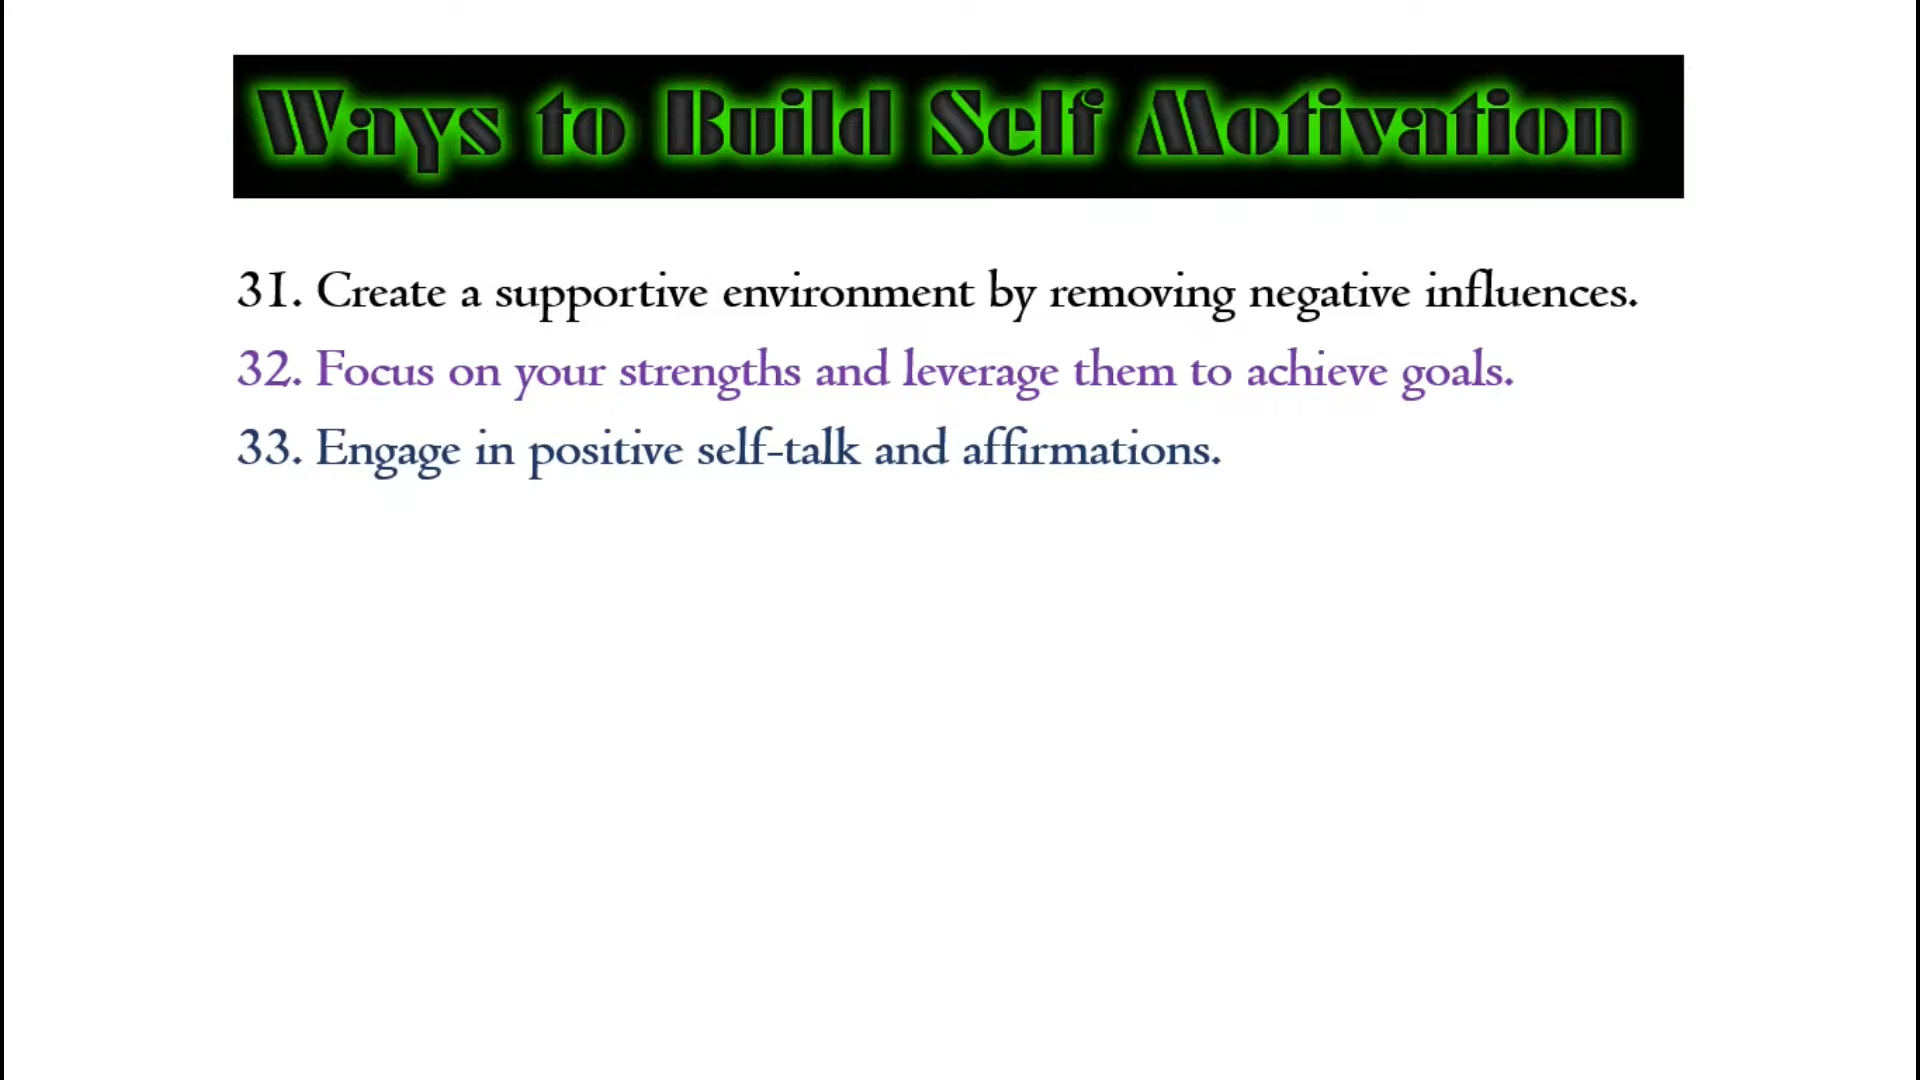 Ways to Build Self Motivation
31. Create a supportive environment by removing negative influences.
32. Focus on your strengths and leverage them to achieve goals.
33. Engage in positive self-talk and affirmations.